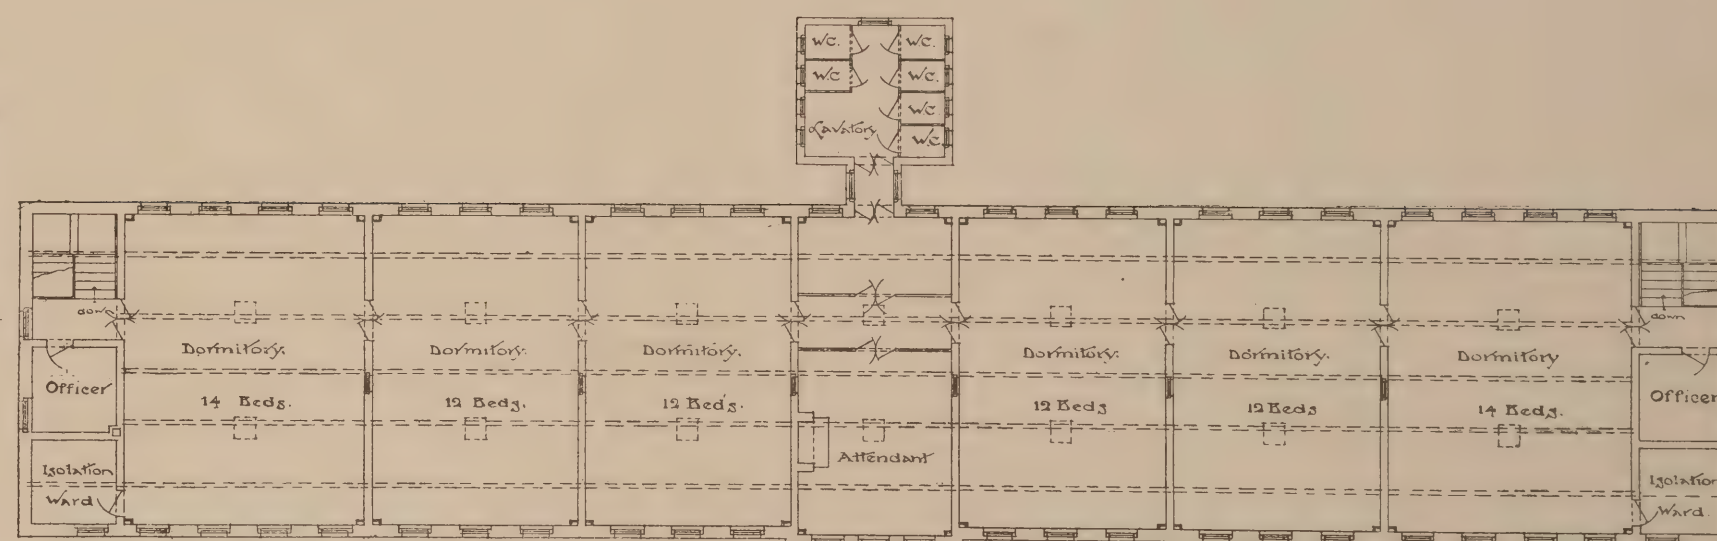 W.C. W.C.
W.C W.C.
W.C
Lavatory
W.C.
down down
Dormitory. Dormitory. Dormitory. Dormitory. Dormitory. Dormitory
Officer 14 Beds. 12 Beds. 12 Beds. 12 Beds 12 Beds 14 Beds. Officer
Attendant
Isolation Isolation
Ward Ward.